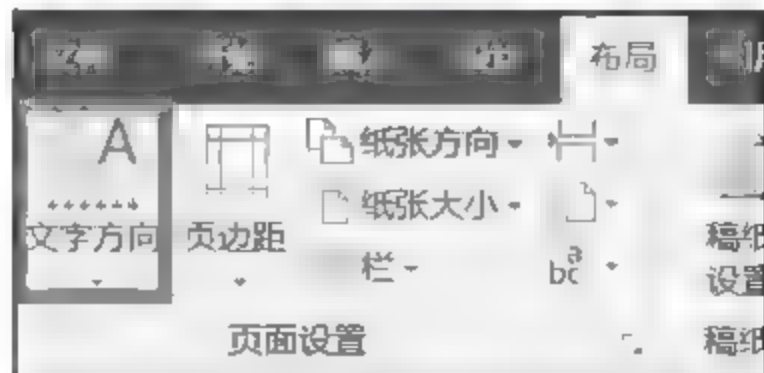 布局
A 纸张方向
纸张大小
文字方向 页边距 稿纸
栏 设置
页面设置 稿纸